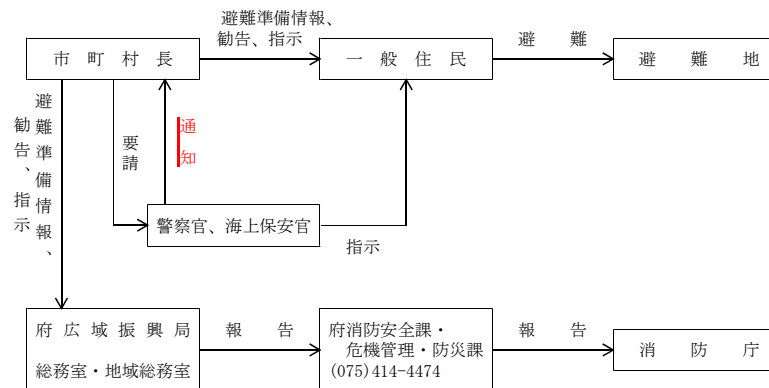 避難準備情報、
勧告、指示
避難
市町村長
一般住民
避難地
避難準備情報、
勧告、指示
要請
通知
警察官、海上保安官
指示
府広域振興局
総務室・地域総務室
報告
府消防安全課・
危機管理・防災課
(075)414-4474
報告
消防庁